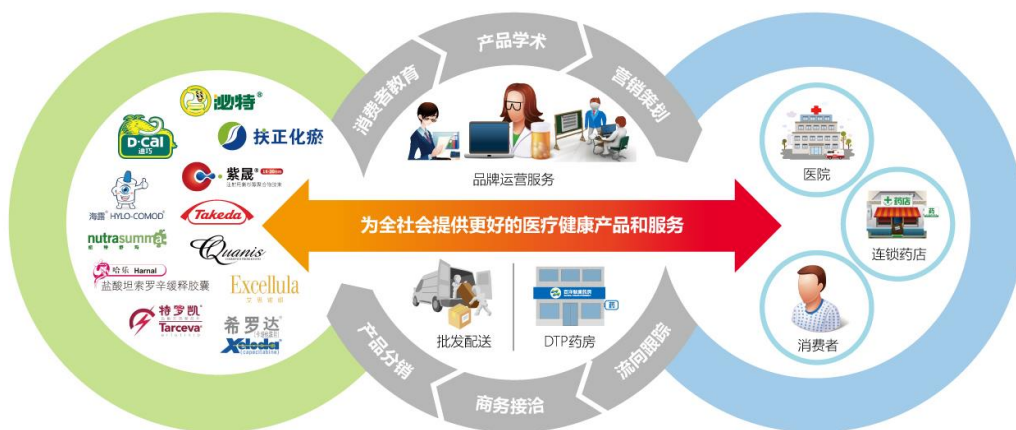 泌特®
D-Cal
迪巧
扶正化瘀
紫晟®
海露® HYLO-COMOD®
Takeda
nutrasumma
Quanis
哈乐 Harnal
盐酸坦索罗辛缓释胶囊
Excellula
特罗凯
Tarceva
希罗达
Xeloda
(capecitabine)
消费者教育
产品学术
营销策划
品牌运营服务
为全社会提供更好的医疗健康产品和服务
批发配送
DTP药房
药
产品分销
商务接洽
流向跟踪
医院
药店
药
连锁药店
消费者